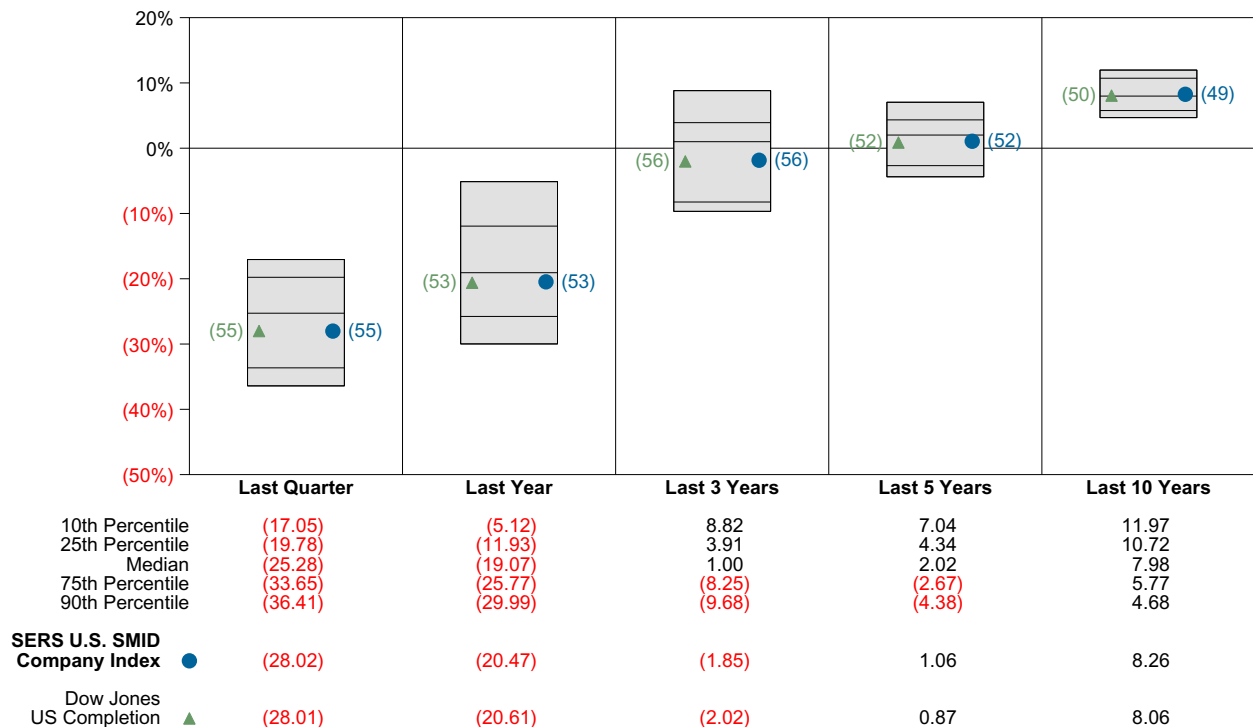 20%
10%
0%
(10%)
(20%)
(30%)
(40%)
(50%)
(55) (55)
(53) (53)
(56) (56)
(52) (52)
(50) (49)
Last Quarter Last Year Last 3 Years Last 5 Years Last 10 Years
10th Percentile (17.05) (5.12) 8.82 7.04 11.97
25th Percentile (19.78) (11.93) 3.91 4.34 10.72
Median (25.28) (19.07) 1.00 2.02 7.98
75th Percentile (33.65) (25.77) (8.25) (2.67) 5.77
90th Percentile (36.41) (29.99) (9.68) (4.38) 4.68
SERS U.S. SMID
Company Index (28.02) (20.47) (1.85) 1.06 8.26
Dow Jones
US Completion (28.01) (20.61) (2.02) 0.87 8.06